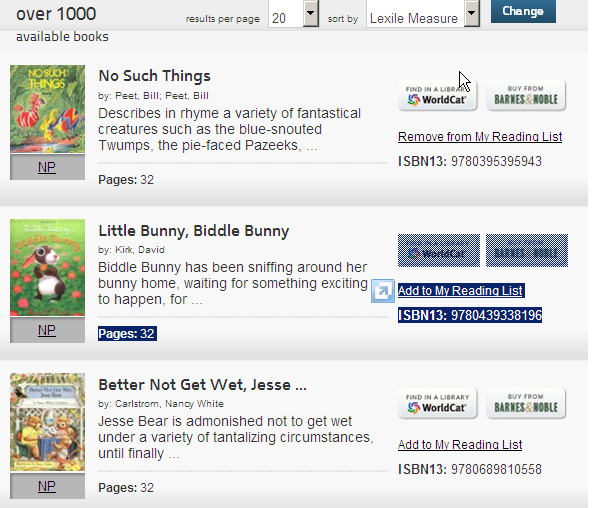 over 1000
available books
results per page 20 sort by Lexile Measure Change
NO SUCH THINGS
NP
No Such Things
by: Peet, Bill; Peet, Bill
Describes in rhyme a variety of fantastical
creatures such as the blue-snouted
Twumps, the pie-faced Pazeeks, ...
Pages: 32
FIND IN A LIBRARY
WorldCat
BUY FROM
BARNES&NOBLE
Remove from My Reading List
ISBN13: 9780395395943
Little Bunny
Biddle Bunny
NP
Little Bunny, Biddle Bunny
by: Kirk, David
Biddle Bunny has been sniffing around her
bunny home, waiting for something exciting
to happen, for ...
Pages: 32
WorldCat
BARNES&NOBLE
Add to My Reading List
ISBN13: 9780439338196
Better Not Get Wet,
Jesse Bear
NP
Better Not Get Wet, Jesse ...
by: Carlstrom, Nancy White
Jesse Bear is admonished not to get wet
under a variety of tantalizing circumstances,
until finally ...
Pages: 32
FIND IN A LIBRARY
WorldCat
BUY FROM
BARNES&NOBLE
Add to My Reading List
ISBN13: 9780689810558